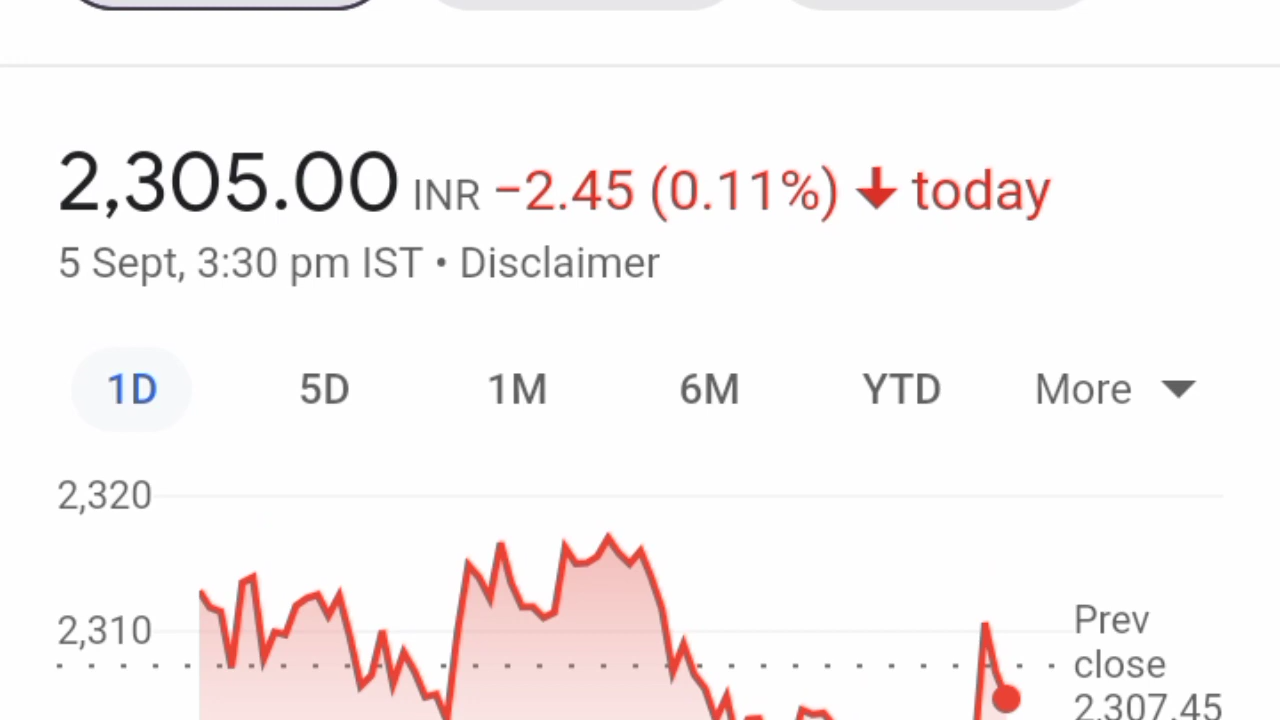 2,305.00 INR −2.45 (0.11%) ↓ today
5 Sept, 3:30 pm IST • Disclaimer
1D 5D 1M 6M YTD More
2,320
2,310
Prev
close
2,307.45